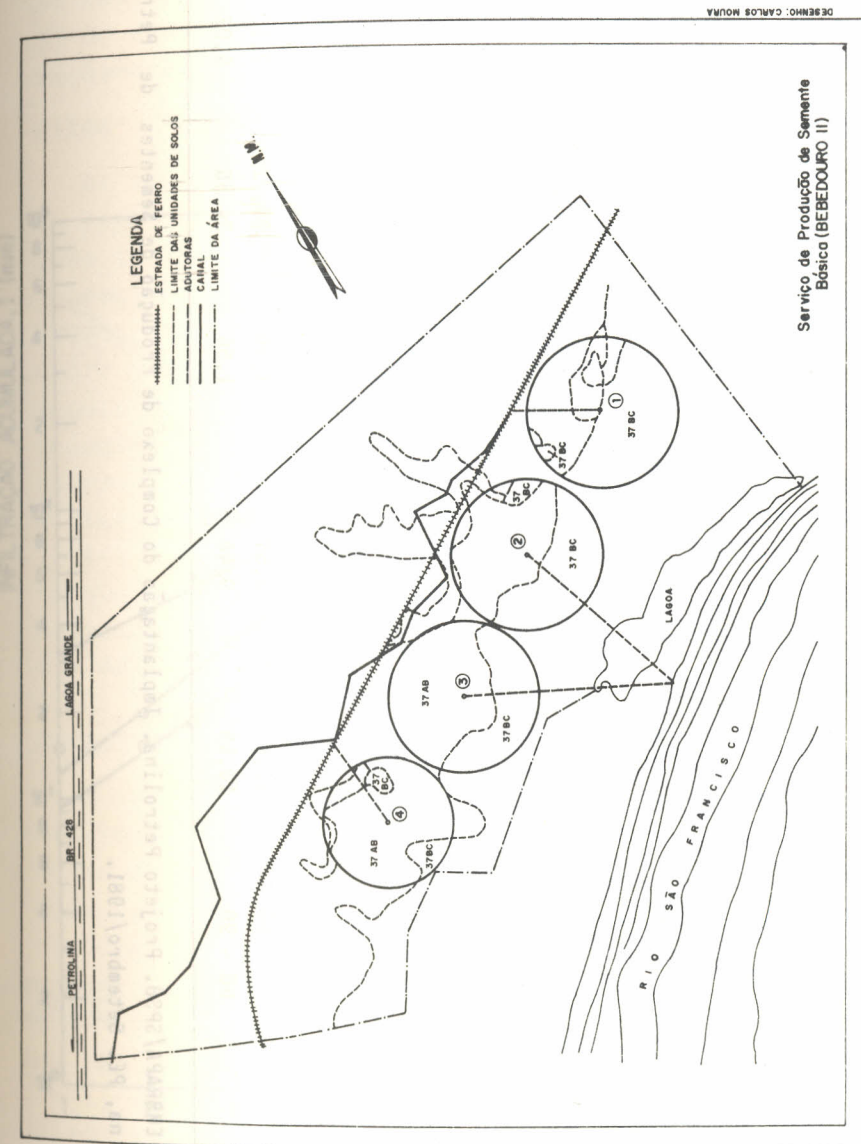 DESENHO: CARLOS MOURA
PETROLINA BR - 428 LAGOA GRANDE
LEGENDA
ESTRADA DE FERRO
LIMITE DAS UNIDADES DE SOLOS
ADUTORAS
CANAL
LIMITE DA ÁREA
N.M.
1
37 BC
37 BC
2
37 BC
37 BC
3
37 AB
37 BC
4
37 BC
37 AB
37 BC
LAGOA
RIO SÃO FRANCISCO
Serviço de Produção de Semente
Básica (BEBEDOURO II)